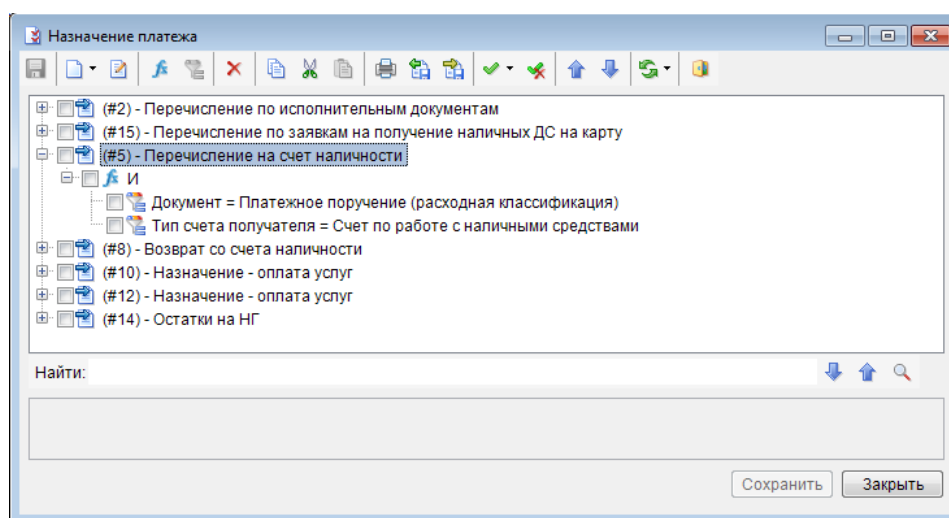 Назначение платежа
(#2) - Перечисление по исполнительным документам
(#15) - Перечисление по заявкам на получение наличных ДС на карту
(#5) - Перечисление на счет наличности
И
Документ = Платежное поручение (расходная классификация)
Тип счета получателя = Счет по работе с наличными средствами
(#8) - Возврат со счета наличности
(#10) - Назначение - оплата услуг
(#12) - Назначение - оплата услуг
(#14) - Остатки на НГ
Найти:
Сохранить Закрыть